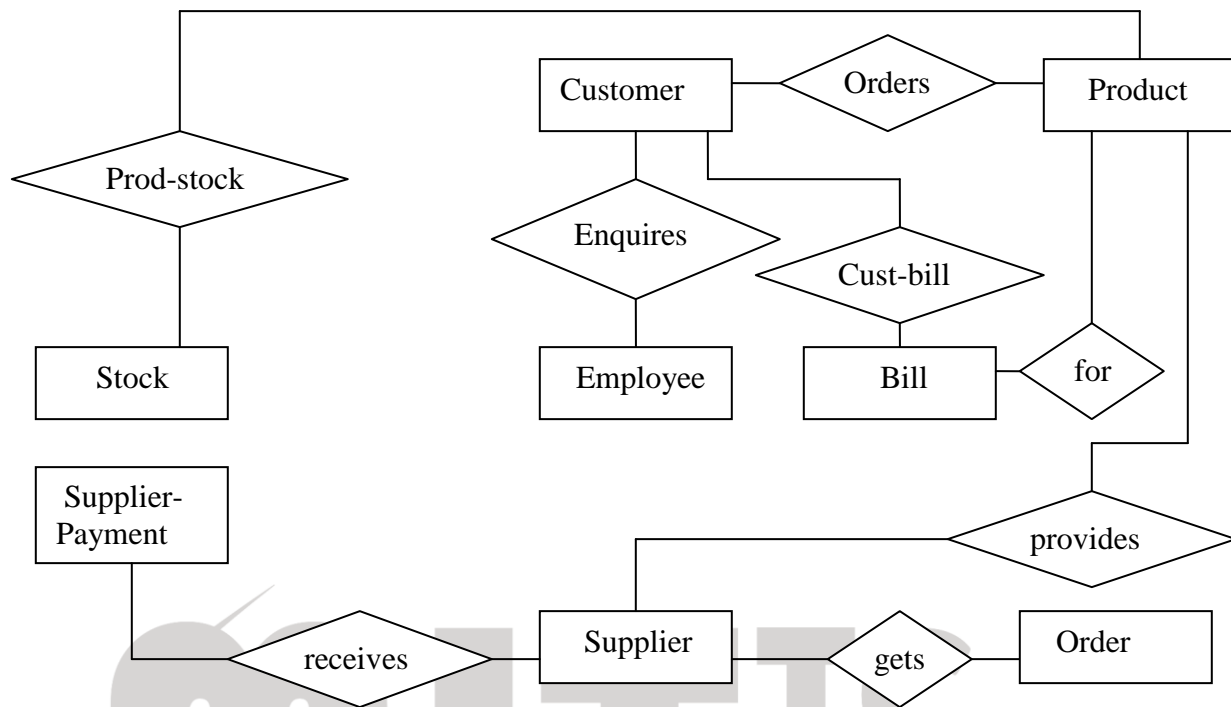 Customer
Orders
Product
Prod-stock
Enquires
Cust-bill
Stock
Employee
Bill
for
Supplier-
Payment
provides
receives
Supplier
gets
Order